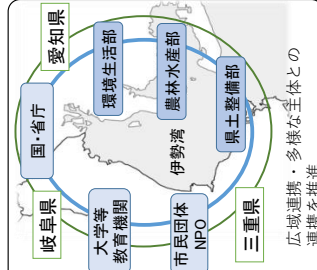 愛知県
国・省庁
環境生活部
岐阜県
農林水産部
伊勢湾
大学等
教育機関
県土整備部
市民団体
NPO
三重県
広域連携・多様な主体との
連携を推進